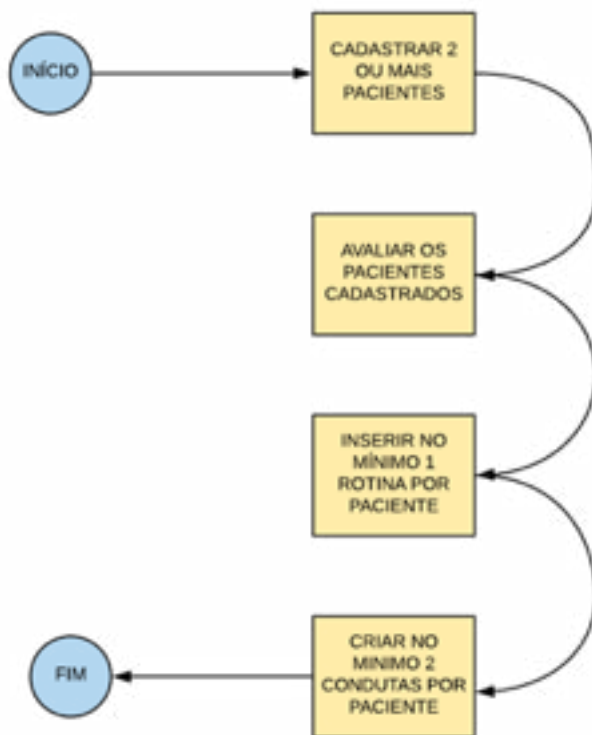 INÍCIO
CADASTRAR 2
OU MAIS
PACIENTES
AVALIAR OS
PACIENTES
CADASTRADOS
INSERIR NO
MÍNIMO 1
ROTINA POR
PACIENTE
CRIAR NO
MINIMO 2
CONDUTAS POR
PACIENTE
FIM